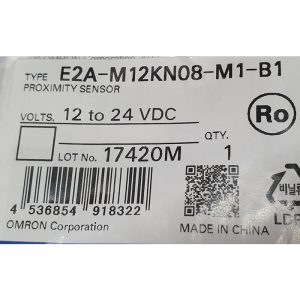 TYPE E2A-M12KN08-M1-B1
PROXIMITY SENSOR
VOLTS. 12 to 24 VDC
Ro
QTY.
LOT No. 17420M 1
4 536854 918322
OMRON Corporation
MADE IN CHINA
비닐류
LDPE